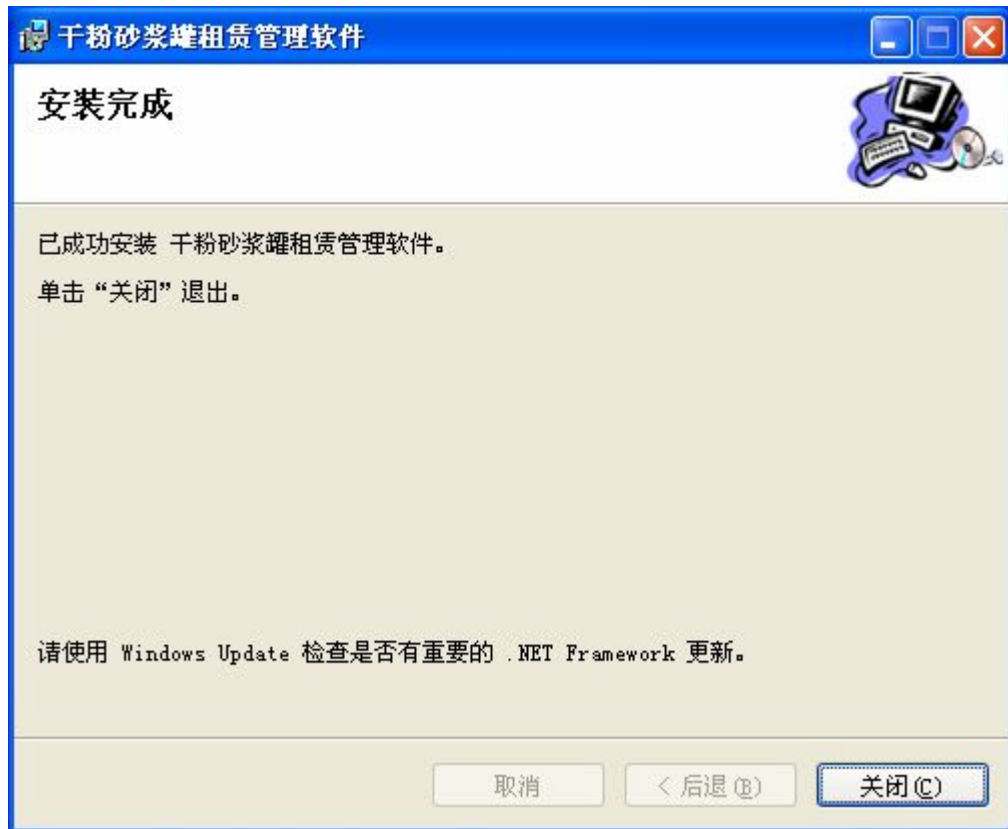 干粉砂浆罐租赁管理软件
安装完成
已成功安装 干粉砂浆罐租赁管理软件。
单击“关闭”退出。
请使用 Windows Update 检查是否有重要的 .NET Framework 更新。
取消
< 后退(B)
关闭(C)